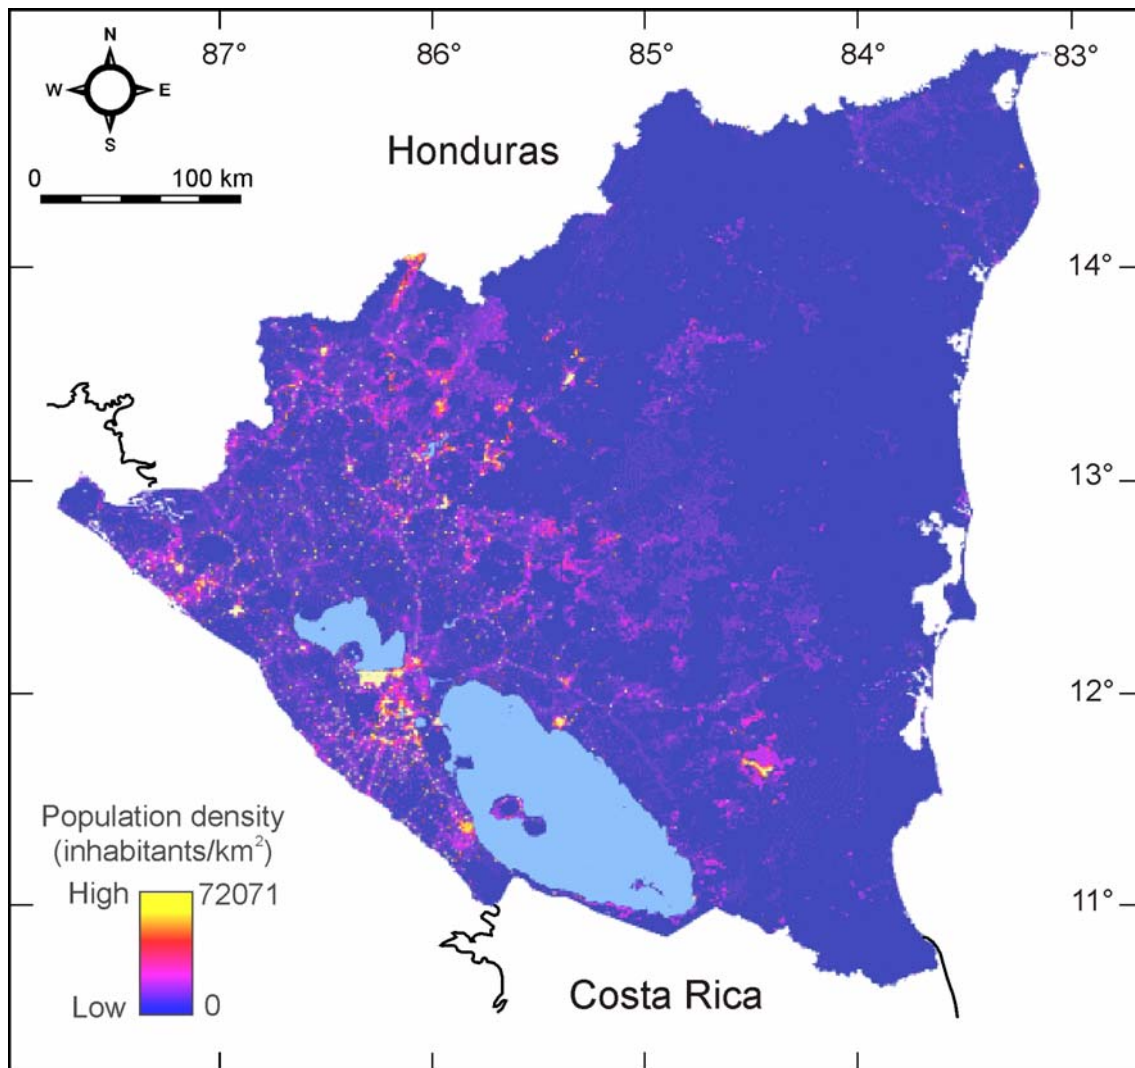 N
W E
S
87° 86° 85° 84° 83°
Honduras
0 100 km
14°
13°
12°
11°
Population density
(inhabitants/km²)
High 72071
Low 0
Costa Rica